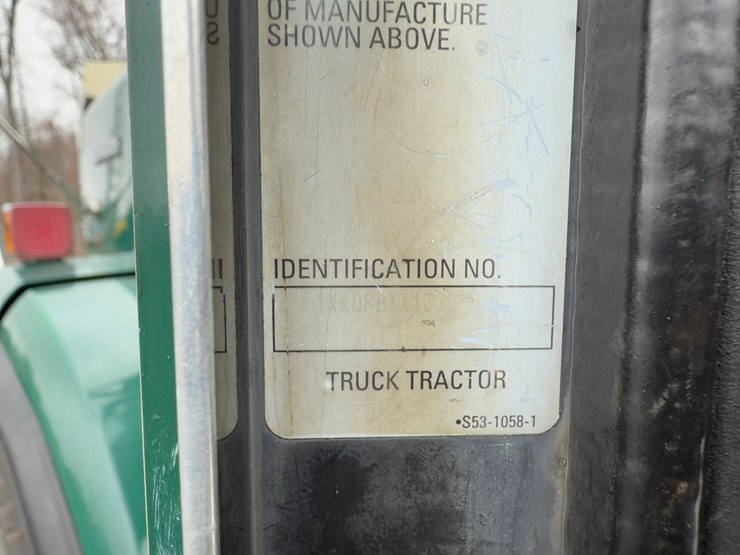 OF MANUFACTURE
SHOWN ABOVE.
IDENTIFICATION NO.
TRUCK TRACTOR
•S53-1058-1